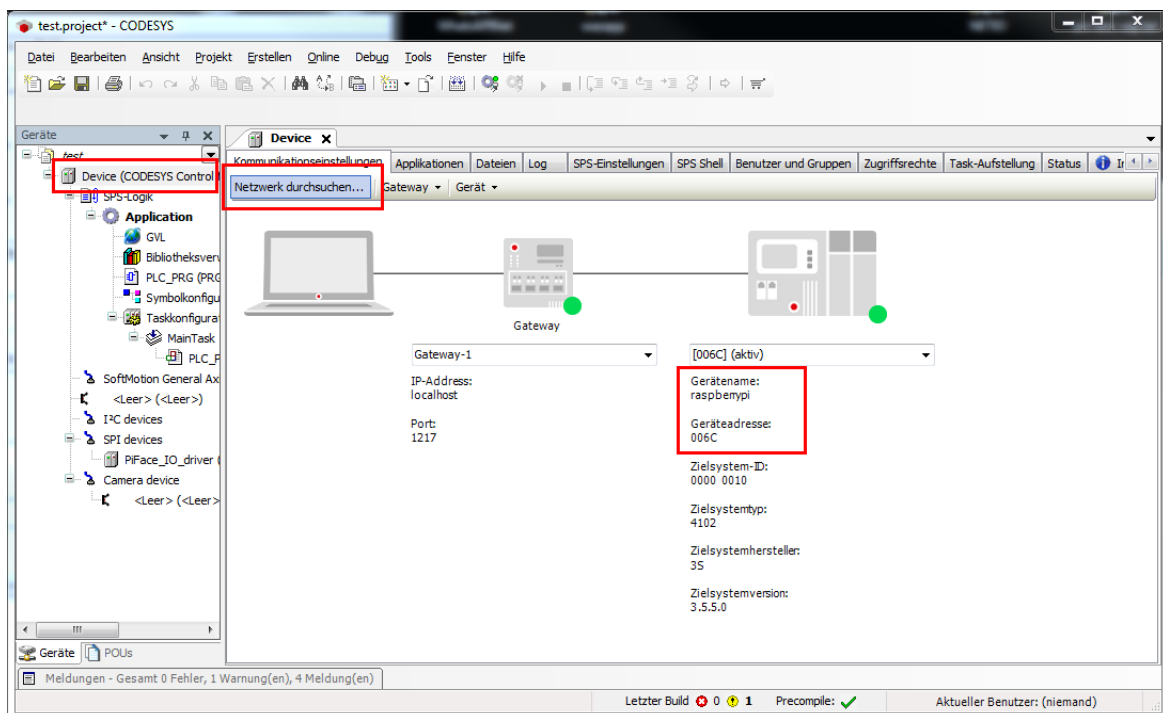 test.project* - CODESYS
Datei Bearbeiten Ansicht Projekt Erstellen Online Debug Tools Fenster Hilfe
Geräte
Device
test
Kommunikationseinstellungen Applikationen Dateien Log SPS-Einstellungen SPS Shell Benutzer und Gruppen Zugriffsrechte Task-Aufstellung Status
Device (CODESYS Control
Netzwerk durchsuchen... Gateway Gerät
SPS-Logik
Application
GVL
Bibliotheksverw
PLC_PRG (PRG
Symbolkonfigu
Taskkonfigurat
MainTask
PLC_P
SoftMotion General Ax
<Leer> (<Leer>)
I²C devices
SPI devices
PiFace_IO_driver (
Camera device
<Leer> (<Leer>
Gateway
Gateway-1
IP-Address:
localhost
Port:
1217
[006C] (aktiv)
Gerätename:
raspberrypi
Geräteadresse:
006C
Zielsystem-ID:
0000 0010
Zielsystemtyp:
4102
Zielsystemhersteller:
3S
Zielsystemversion:
3.5.5.0
Geräte POUs
Meldungen - Gesamt 0 Fehler, 1 Warnung(en), 4 Meldung(en)
Letzter Build 0 1 Precompile: Aktueller Benutzer: (niemand)